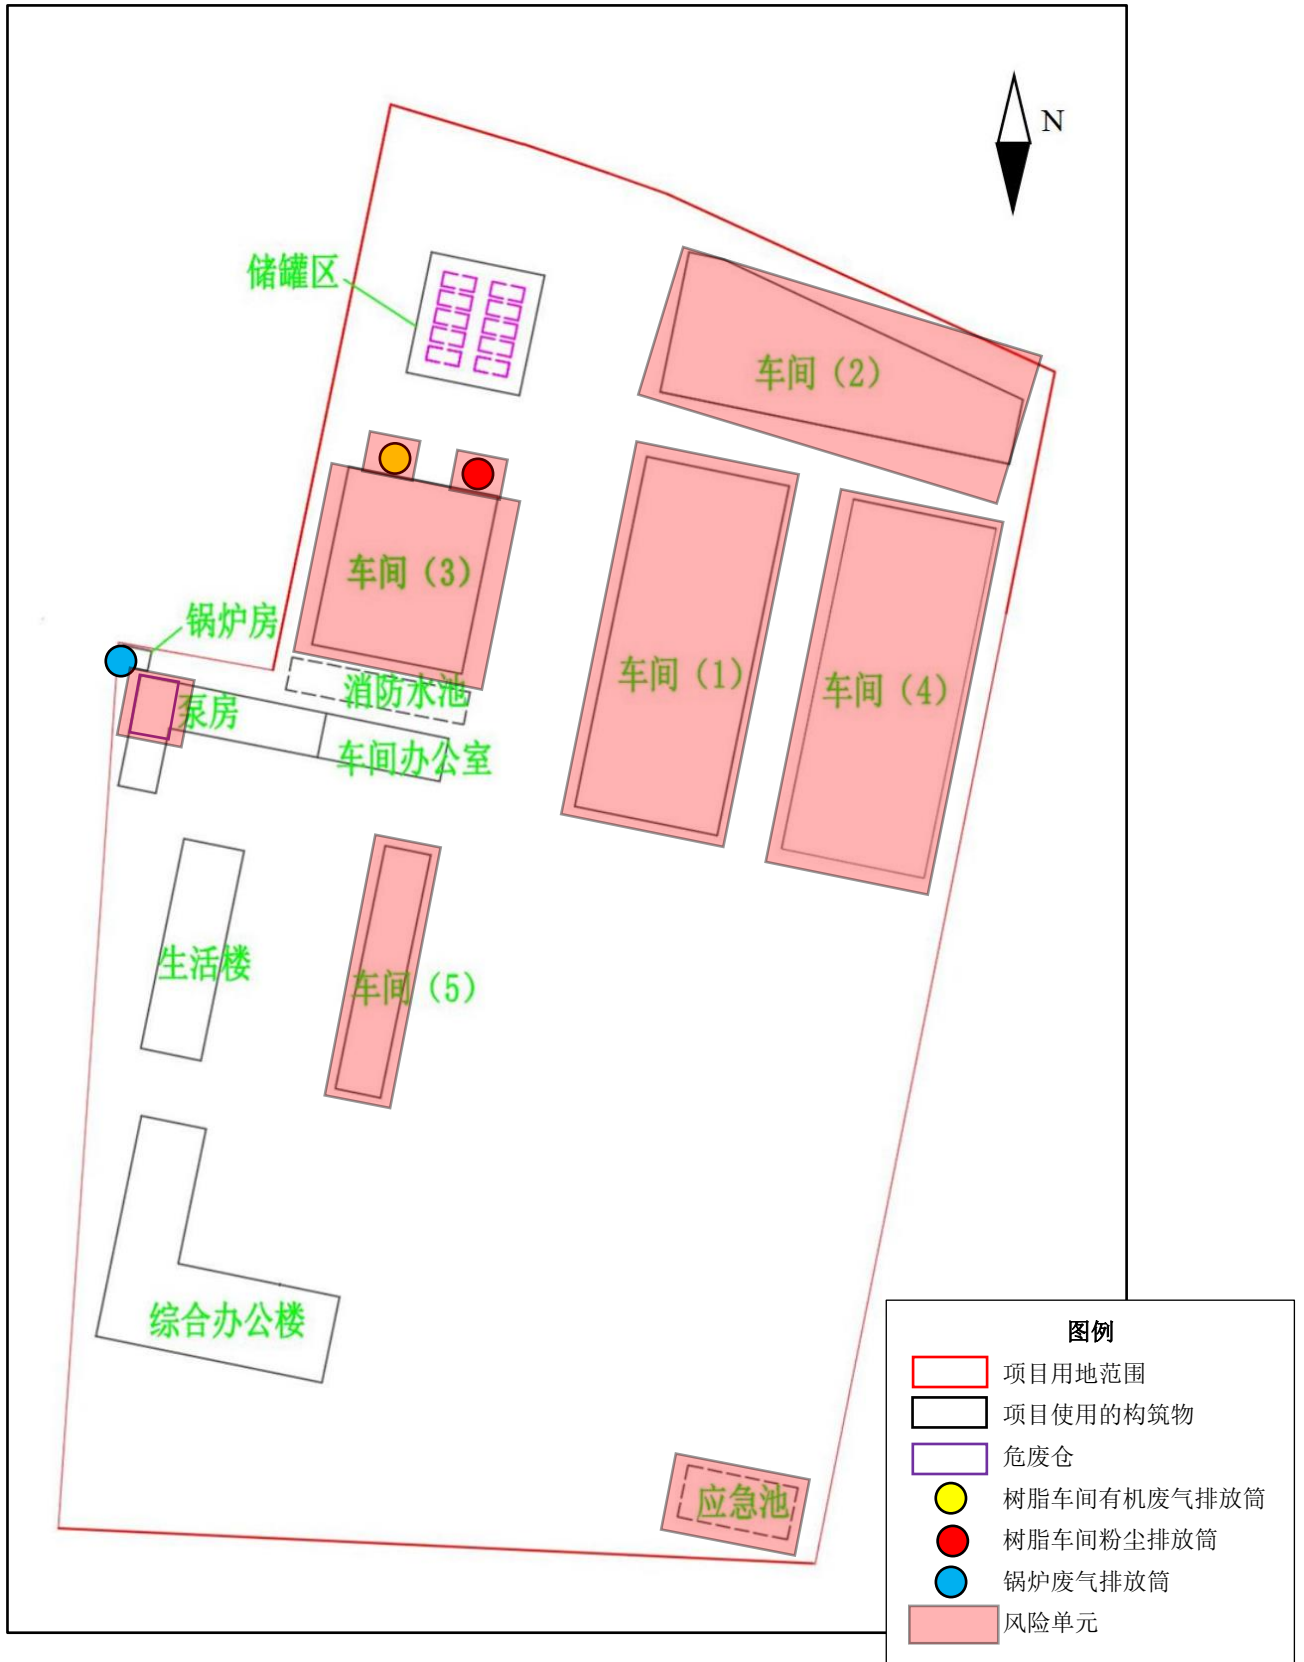 N
储罐区
车间（2）
车间（3）
锅炉房
车间（1）
车间（4）
消防水池
泵房
车间办公室
生活楼
车间（5）
综合办公楼
应急池
图例
项目用地范围
项目使用的构筑物
危废仓
树脂车间有机废气排放筒
树脂车间粉尘排放筒
锅炉废气排放筒
风险单元